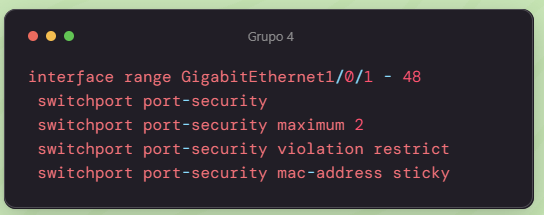 Grupo 4
interface range GigabitEthernet1/0/1 - 48
switchport port-security
switchport port-security maximum 2
switchport port-security violation restrict
switchport port-security mac-address sticky